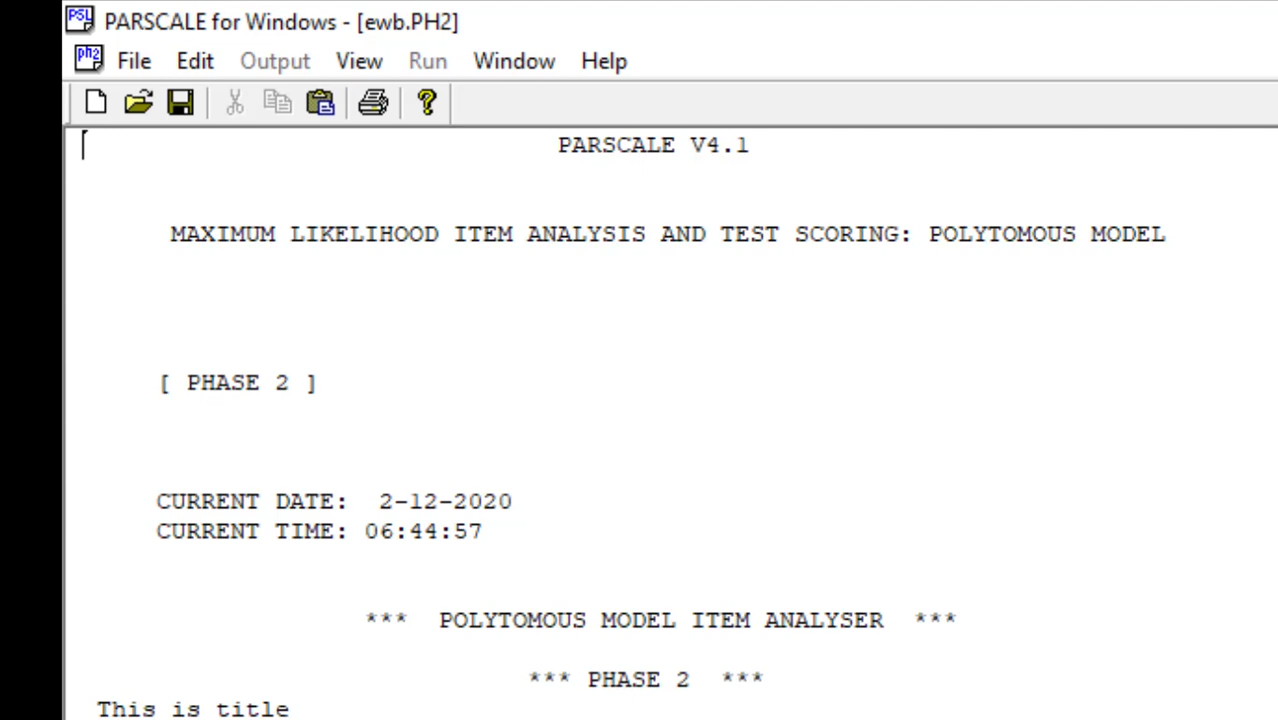 PARSCALE for Windows - [ewb.PH2]
File Edit Output View Run Window Help
PARSCALE V4.1
MAXIMUM LIKELIHOOD ITEM ANALYSIS AND TEST SCORING: POLYTOMOUS MODEL
[ PHASE 2 ]
CURRENT DATE: 2-12-2020
CURRENT TIME: 06:44:57
*** POLYTOMOUS MODEL ITEM ANALYSER ***
*** PHASE 2 ***
This is title